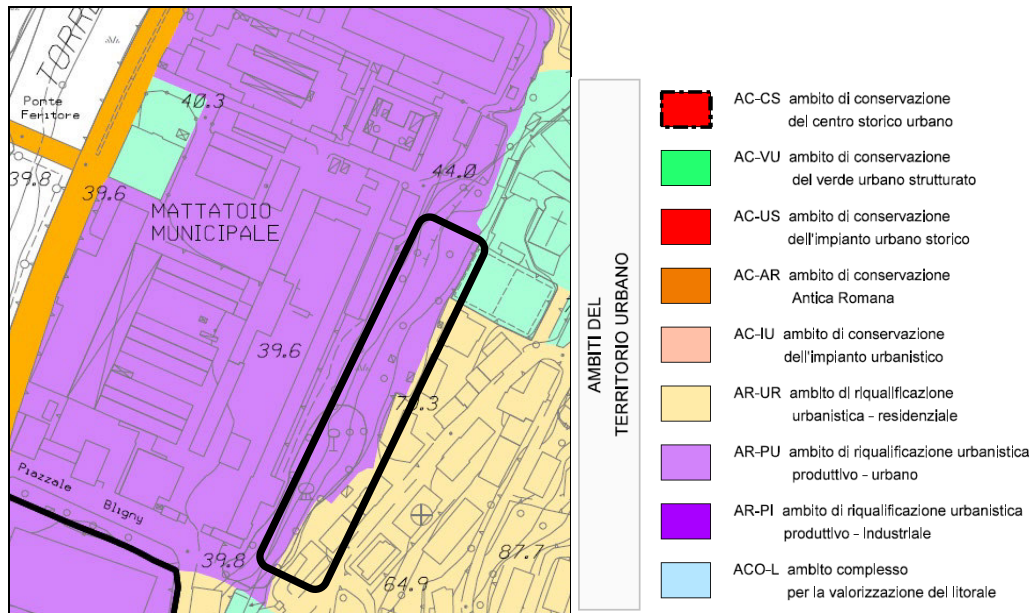 TORRE
Ponte
Feritore
40.3
39.8
39.6
44.0
MATTATOIO
MUNICIPALE
39.6
73.3
Piazzale
Bligny
39.8
87.7
64.9
AMBITI DEL
TERRITORIO URBANO
AC-CS ambito di conservazione
del centro storico urbano
AC-VU ambito di conservazione
del verde urbano strutturato
AC-US ambito di conservazione
dell'impianto urbano storico
AC-AR ambito di conservazione
Antica Romana
AC-IU ambito di conservazione
dell'impianto urbanistico
AR-UR ambito di riqualificazione
urbanistica - residenziale
AR-PU ambito di riqualificazione urbanistica
produttivo - urbano
AR-PI ambito di riqualificazione urbanistica
produttivo - industriale
ACO-L ambito complesso
per la valorizzazione del litorale